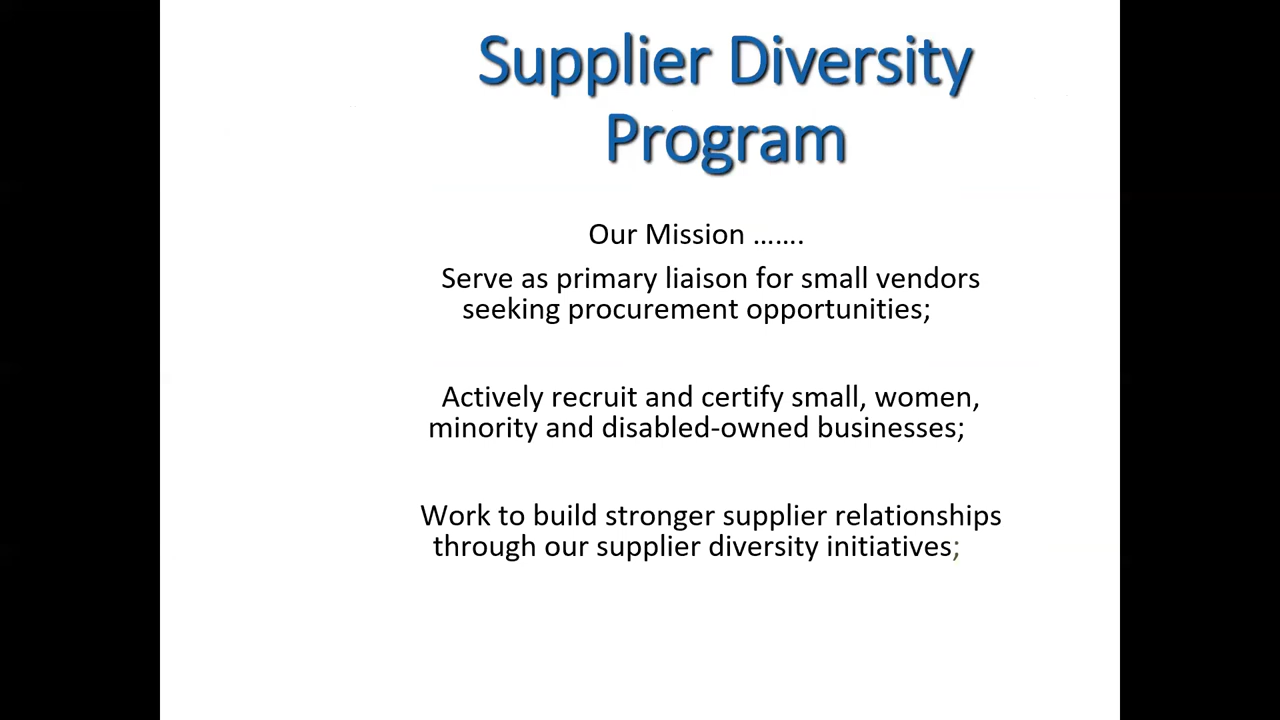 Supplier Diversity
Program
Our Mission …….
Serve as primary liaison for small vendors
seeking procurement opportunities;
Actively recruit and certify small, women,
minority and disabled-owned businesses;
Work to build stronger supplier relationships
through our supplier diversity initiatives;